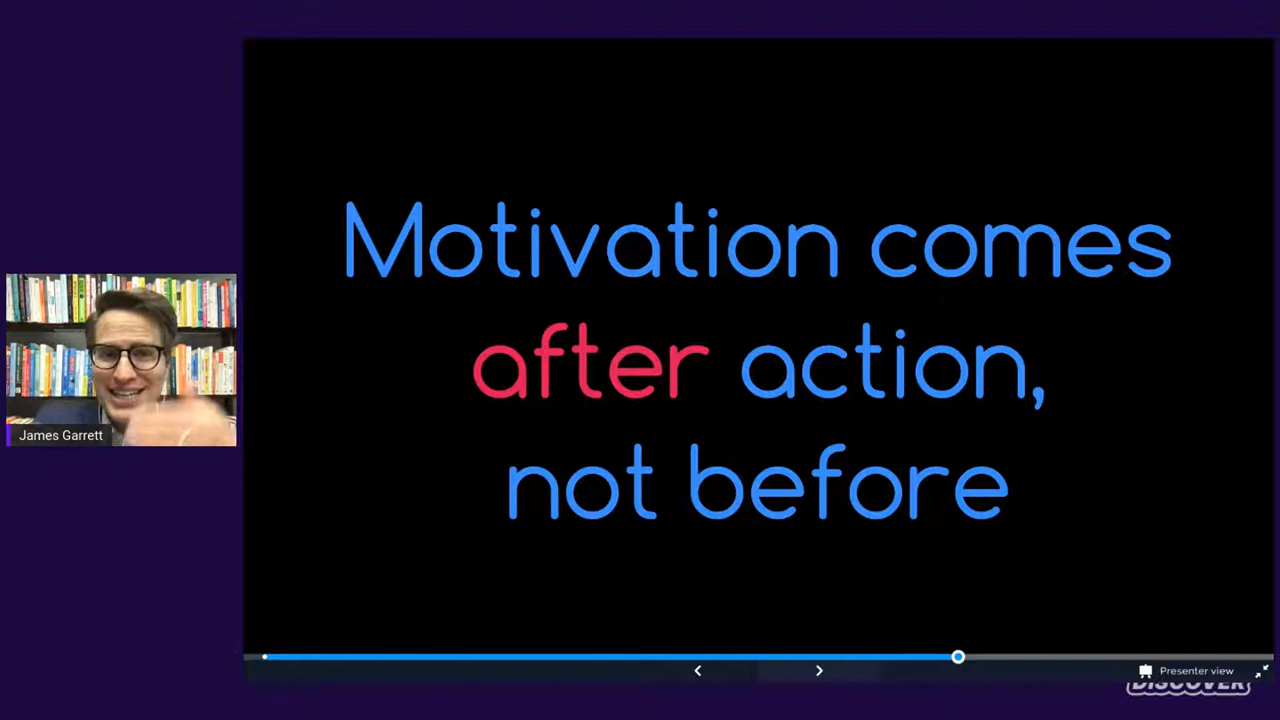 Motivation comes
after action,
not before
James Garrett
Presenter view
DISCOVER